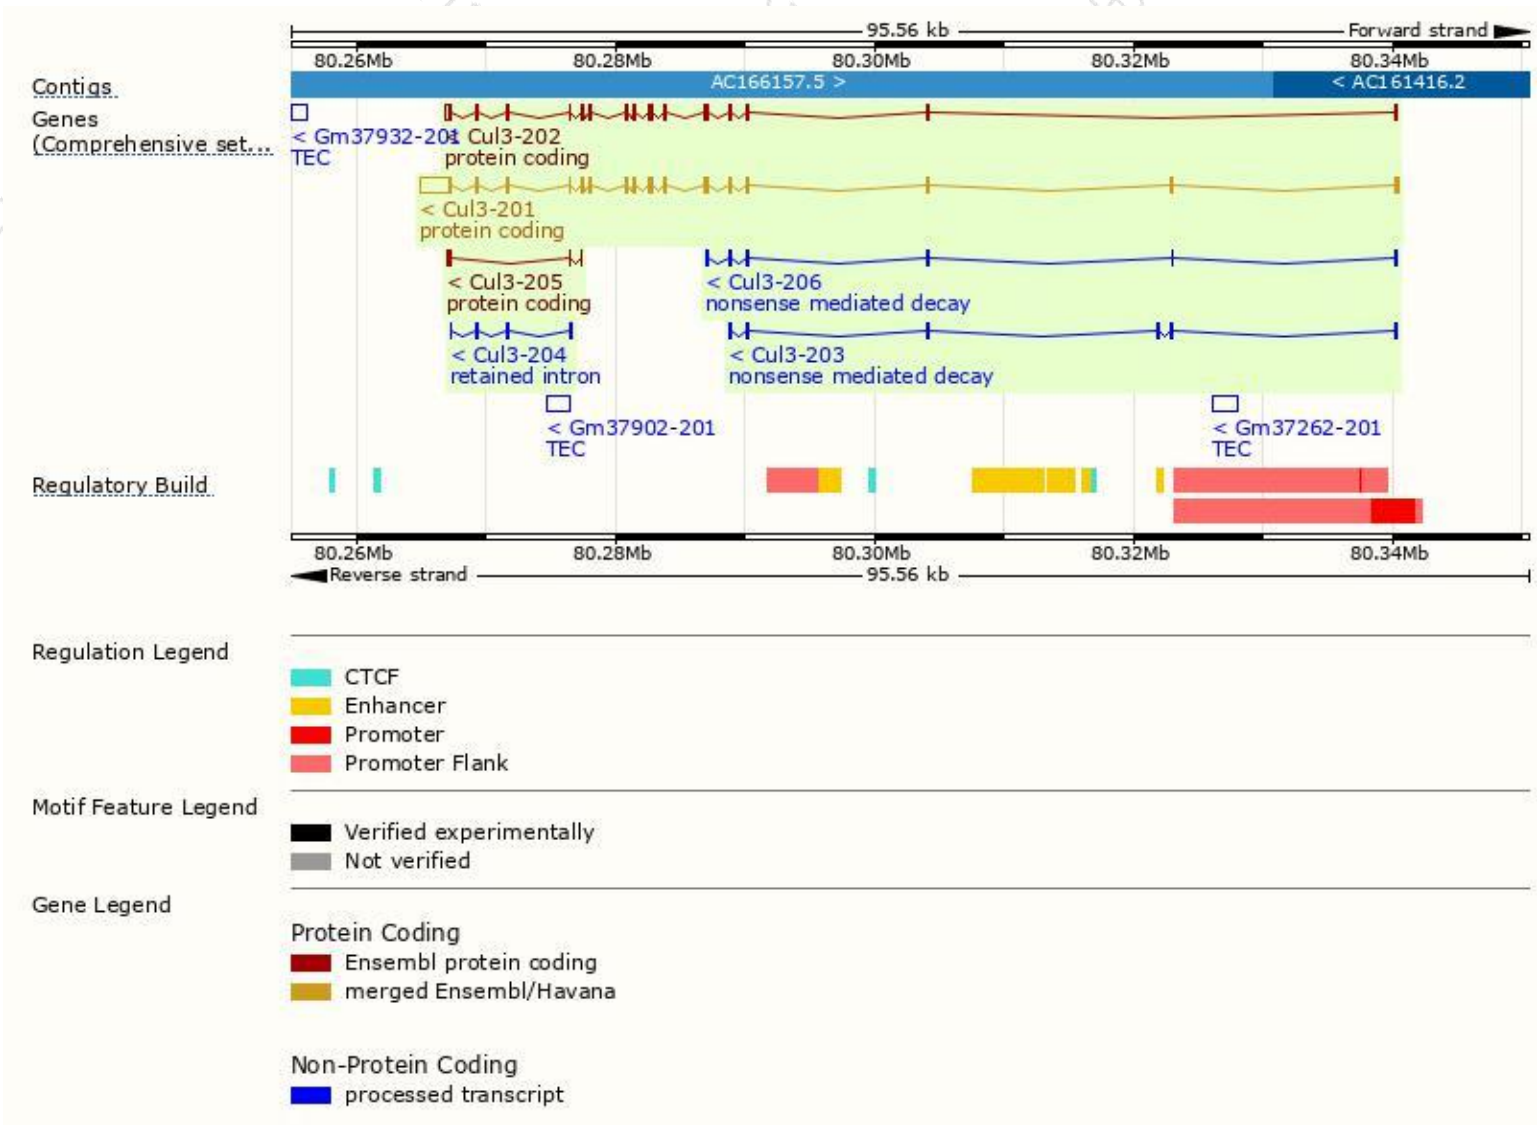 95.56 kb Forward strand
80.26Mb 80.28Mb 80.30Mb 80.32Mb 80.34Mb
Contigs AC166157.5 > < AC161416.2
Genes
(Comprehensive set...
< Gm37932-201 < Cul3-202
TEC protein coding
< Cul3-201
protein coding
< Cul3-205 < Cul3-206
protein coding nonsense mediated decay
< Cul3-204 < Cul3-203
retained intron nonsense mediated decay
< Gm37902-201 < Gm37262-201
TEC TEC
Regulatory Build
80.26Mb 80.28Mb 80.30Mb 80.32Mb 80.34Mb
Reverse strand 95.56 kb
Regulation Legend
CTCF
Enhancer
Promoter
Promoter Flank
Motif Feature Legend
Verified experimentally
Not verified
Gene Legend
Protein Coding
Ensembl protein coding
merged Ensembl/Havana
Non-Protein Coding
processed transcript